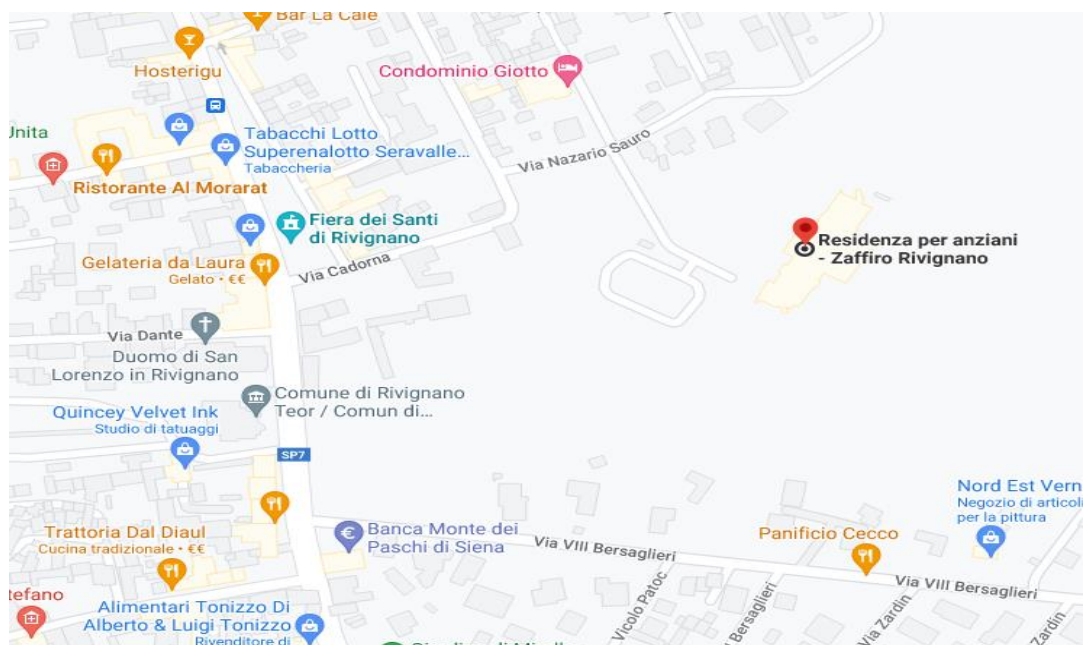 Bar La Cale
Hosterigu
Condominio Giotto
Unita
Tabacchi Lotto
Superenalotto Seravalle...
Tabaccheria
Via Nazario Sauro
Ristorante Al Morarat
Fiera dei Santi
di Rivignano
Residenza per anziani
- Zaffiro Rivignano
Gelateria da Laura
Gelato • €€
Via Cadorna
Via Dante
Duomo di San
Lorenzo in Rivignano
Comune di Rivignano
Teor / Comun di...
Quincey Velvet Ink
Studio di tatuaggi
SP7
Nord Est Vern
Negozio di articoli
per la pittura
Trattoria Dal Diaul
Cucina tradizionale • €€
Banca Monte dei
Paschi di Siena
Via VIII Bersaglieri
Panificio Cecco
Via VIII Bersaglieri
tefano
Alimentari Tonizzo Di
Alberto & Luigi Tonizzo
Rivenditore di
Vicolo Patoc
Bersaglieri
Via Zardin
Zardin